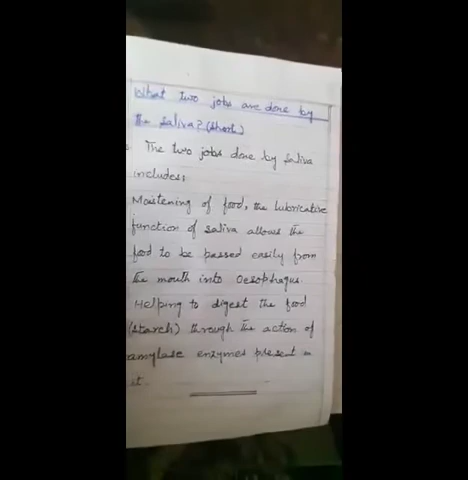 What two jobs are done by
the saliva? (short)
The two jobs done by saliva
includes:
Moistening of food, the lubricative
function of saliva allows the
food to be passed easily from
the mouth into Oesophagus.
Helping to digest the food
(starch) through the action of
amylase enzymes present in
it.